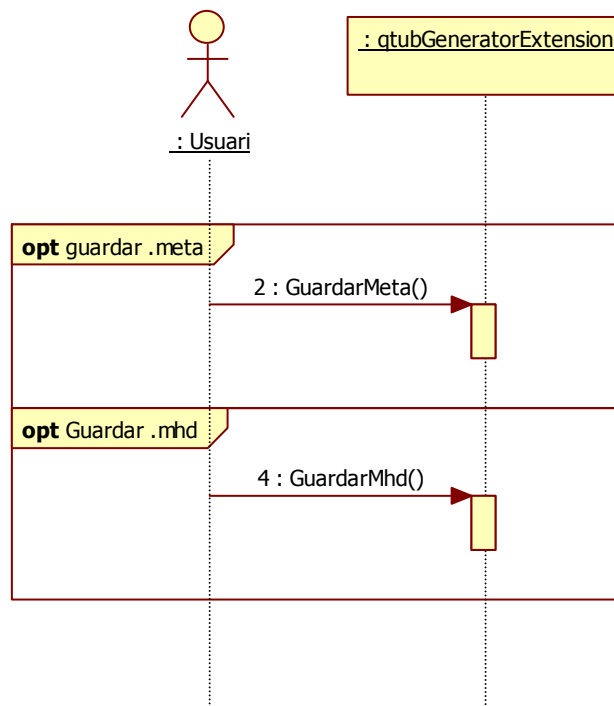 : qtubGeneratorExtension
: Usuari
opt guardar .meta
2 : GuardarMeta()
opt Guardar .mhd
4 : GuardarMhd()